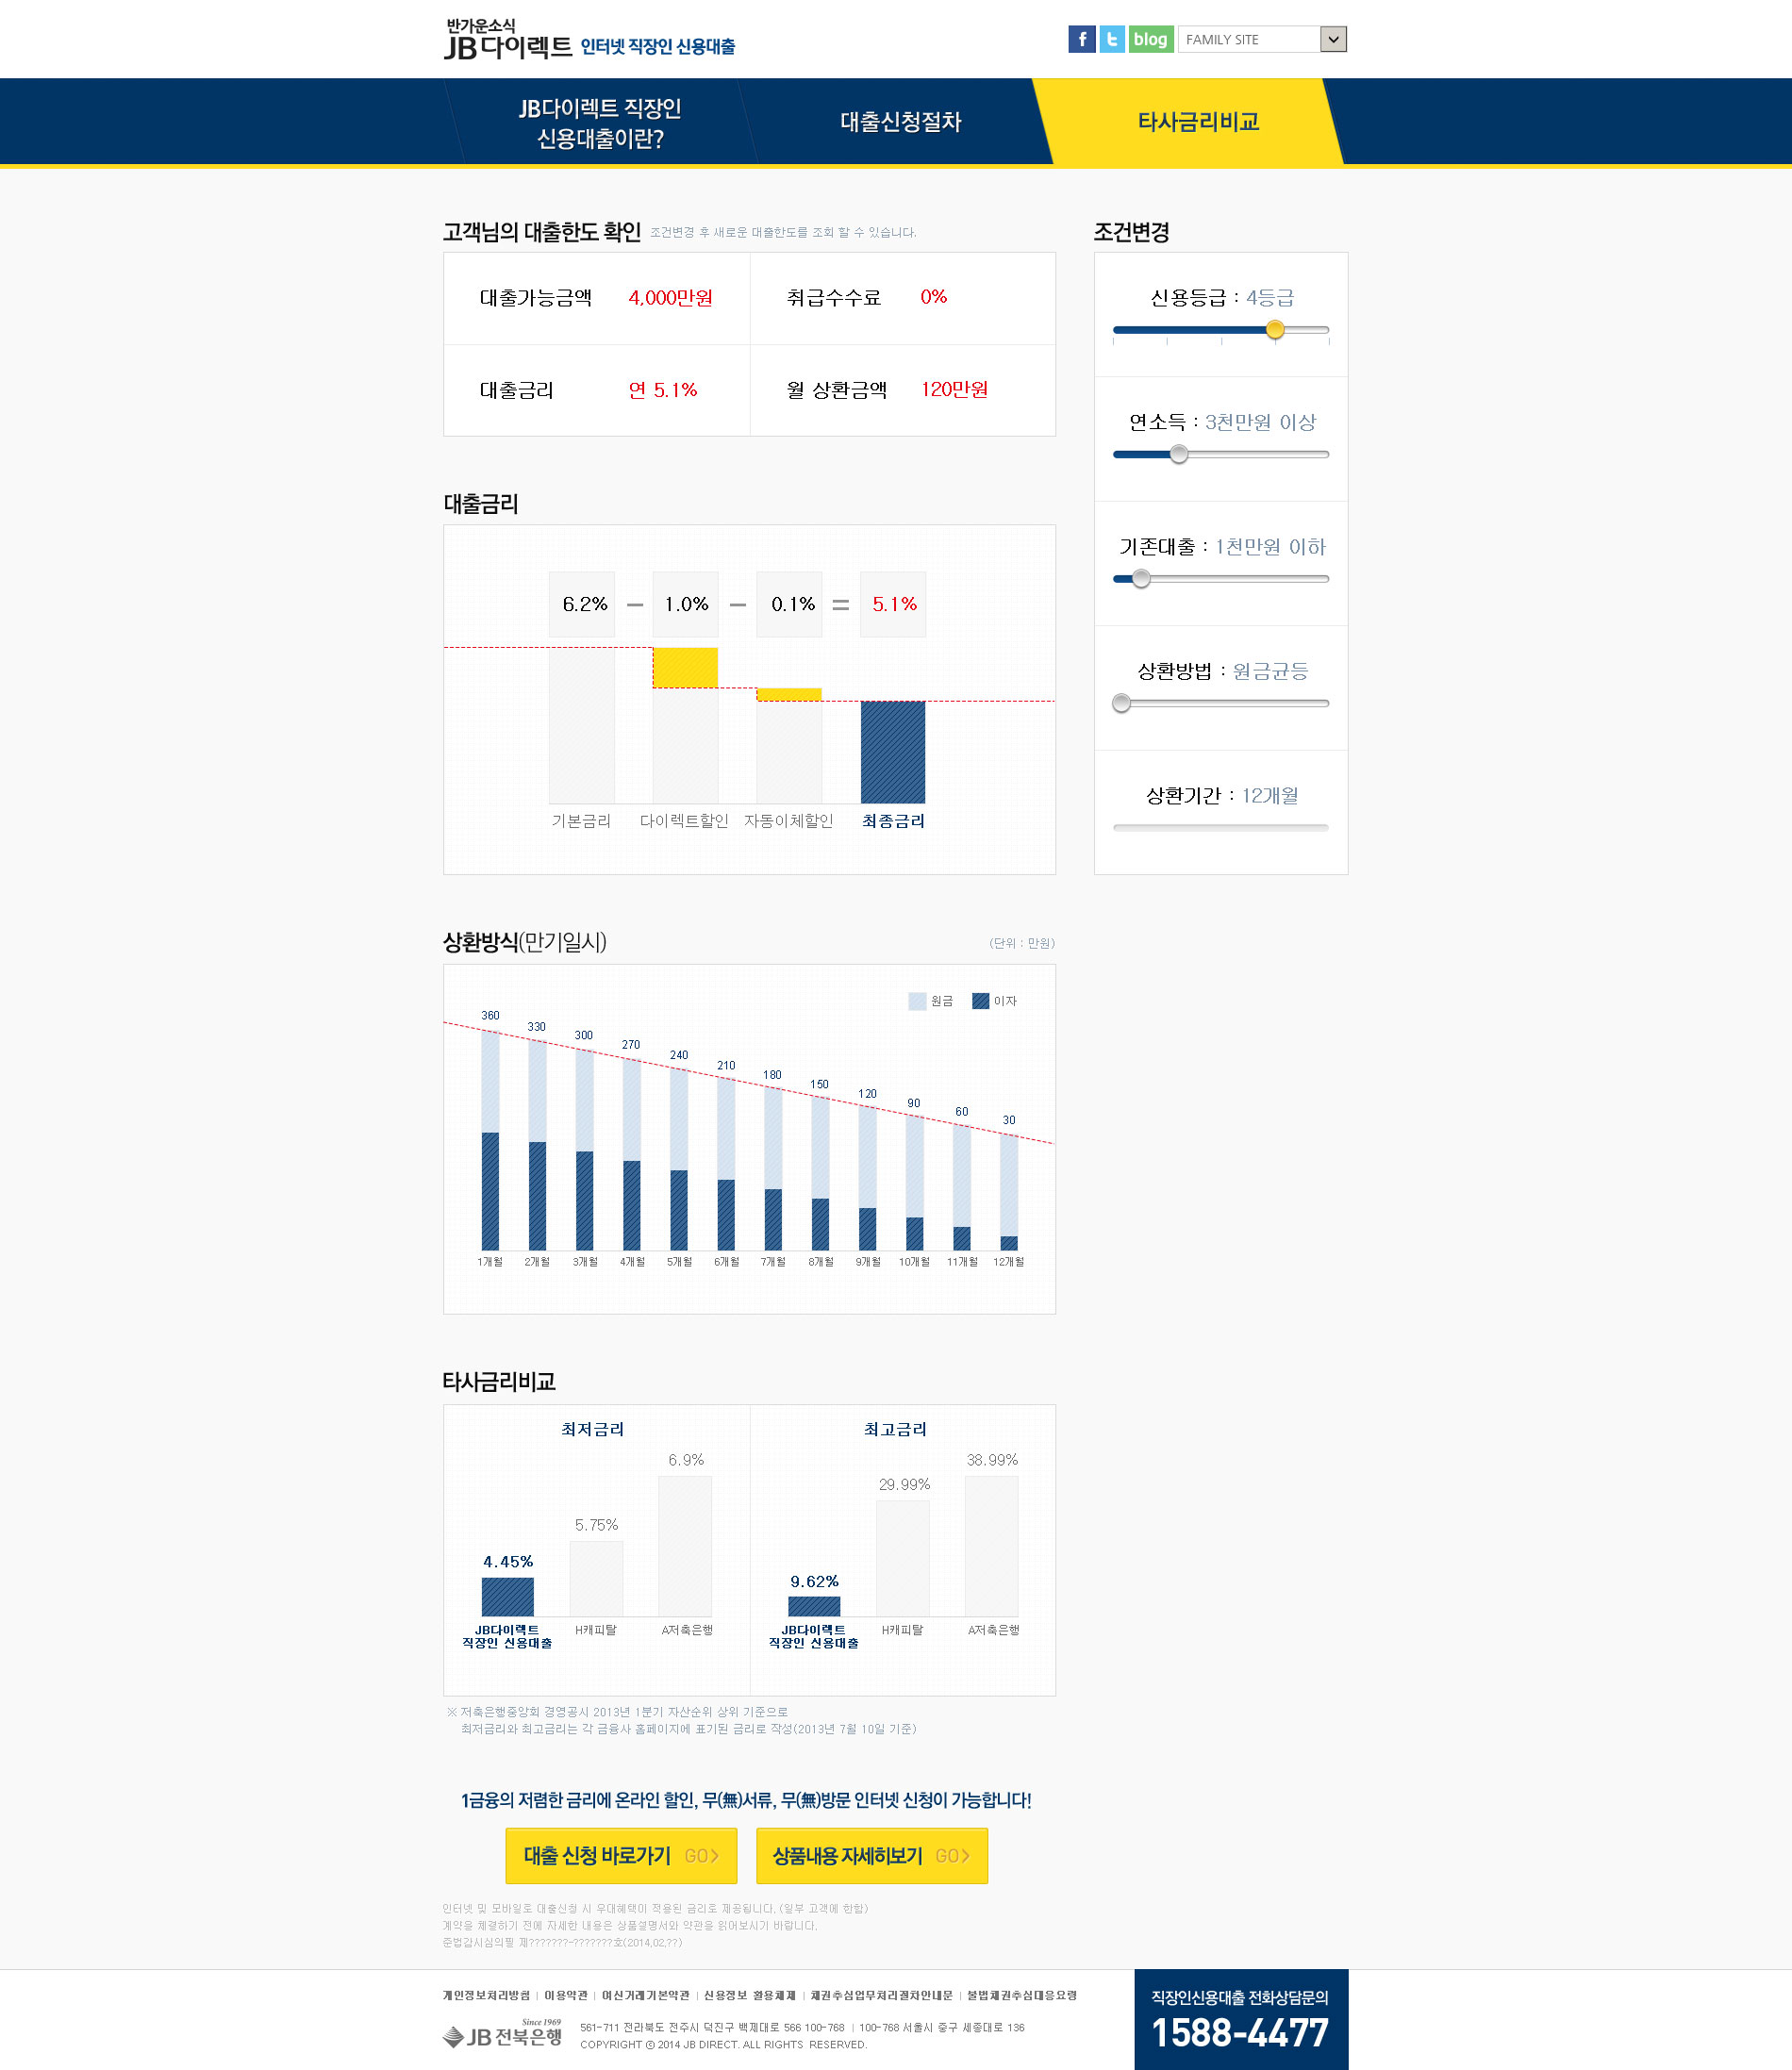 반가운소식
JB다이렉트 인터넷 직장인 신용대출
f t blog FAMILY SITE
JB다이렉트 직장인
신용대출이란?
대출신청절차
타사금리비교
고객님의 대출한도 확인 조건변경 후 새로운 대출한도를 조회 할 수 있습니다.
대출가능금액 4,000만원 취급수수료 0%
대출금리 연 5.1% 월 상환금액 120만원
조건변경
신용등급 : 4등급
연소득 : 3천만원 이상
기존대출 : 1천만원 이하
상환방법 : 원금균등
상환기간 : 12개월
대출금리
6.2% − 1.0% − 0.1% = 5.1%
기본금리 다이렉트할인 자동이체할인 최종금리
상환방식(만기일시) (단위 : 만원)
원금 이자
360 330 300 270 240 210 180 150 120 90 60 30
1개월 2개월 3개월 4개월 5개월 6개월 7개월 8개월 9개월 10개월 11개월 12개월
타사금리비교
최저금리
4.45% 5.75% 6.9%
JB다이렉트
직장인 신용대출
H캐피탈
A저축은행
최고금리
9.62% 29.99% 38.99%
JB다이렉트
직장인 신용대출
H캐피탈
A저축은행
※ 저축은행중앙회 경영공시 2013년 1분기 자산순위 상위 기준으로
최저금리와 최고금리는 각 금융사 홈페이지에 표기된 금리로 작성(2013년 7월 10일 기준)
1금융의 저렴한 금리에 온라인 할인, 무(無)서류, 무(無)방문 인터넷 신청이 가능합니다!
대출 신청 바로가기 GO>
상품내용 자세히보기 GO>
인터넷 및 모바일로 대출신청 시 우대혜택이 적용된 금리로 제공됩니다. (일부 고객에 한함)
계약을 체결하기 전에 자세한 내용은 상품설명서와 약관을 읽어보시기 바랍니다.
준법감시심의필 제???????-???????호(2014.02.??)
개인정보처리방침 | 이용약관 | 여신거래기본약관 | 신용정보 활용체제 | 채권추심업무처리절차안내문 | 불법채권추심대응요령
Since 1969
JB 전북은행
561-711 전라북도 전주시 덕진구 백제대로 566 100-768 | 100-768 서울시 중구 세종대로 136
COPYRIGHT ⓒ 2014 JB DIRECT. ALL RIGHTS RESERVED.
직장인신용대출 전화상담문의
1588-4477